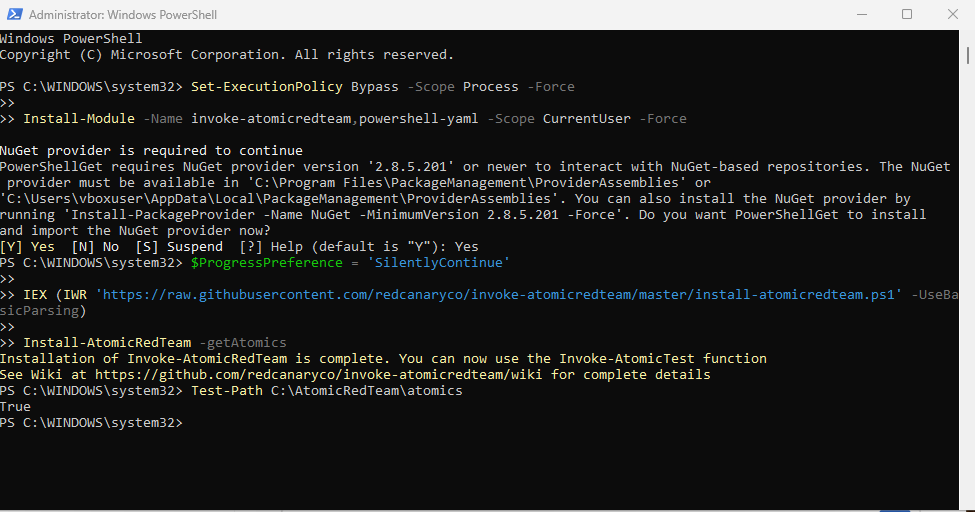 Administrator: Windows PowerShell
Windows PowerShell
Copyright (C) Microsoft Corporation. All rights reserved.
PS C:\WINDOWS\system32> Set-ExecutionPolicy Bypass -Scope Process -Force
>>
>> Install-Module -Name invoke-atomicredteam,powershell-yaml -Scope CurrentUser -Force
NuGet provider is required to continue
PowerShellGet requires NuGet provider version '2.8.5.201' or newer to interact with NuGet-based repositories. The NuGet
 provider must be available in 'C:\Program Files\PackageManagement\ProviderAssemblies' or
'C:\Users\vboxuser\AppData\Local\PackageManagement\ProviderAssemblies'. You can also install the NuGet provider by
running 'Install-PackageProvider -Name NuGet -MinimumVersion 2.8.5.201 -Force'. Do you want PowerShellGet to install
and import the NuGet provider now?
[Y] Yes  [N] No  [S] Suspend  [?] Help (default is "Y"): Yes
PS C:\WINDOWS\system32> $ProgressPreference = 'SilentlyContinue'
>>
>> IEX (IWR 'https://raw.githubusercontent.com/redcanaryco/invoke-atomicredteam/master/install-atomicredteam.ps1' -UseBa
sicParsing)
>>
>> Install-AtomicRedTeam -getAtomics
Installation of Invoke-AtomicRedTeam is complete. You can now use the Invoke-AtomicTest function
See Wiki at https://github.com/redcanaryco/invoke-atomicredteam/wiki for complete details
PS C:\WINDOWS\system32> Test-Path C:\AtomicRedTeam\atomics
True
PS C:\WINDOWS\system32>